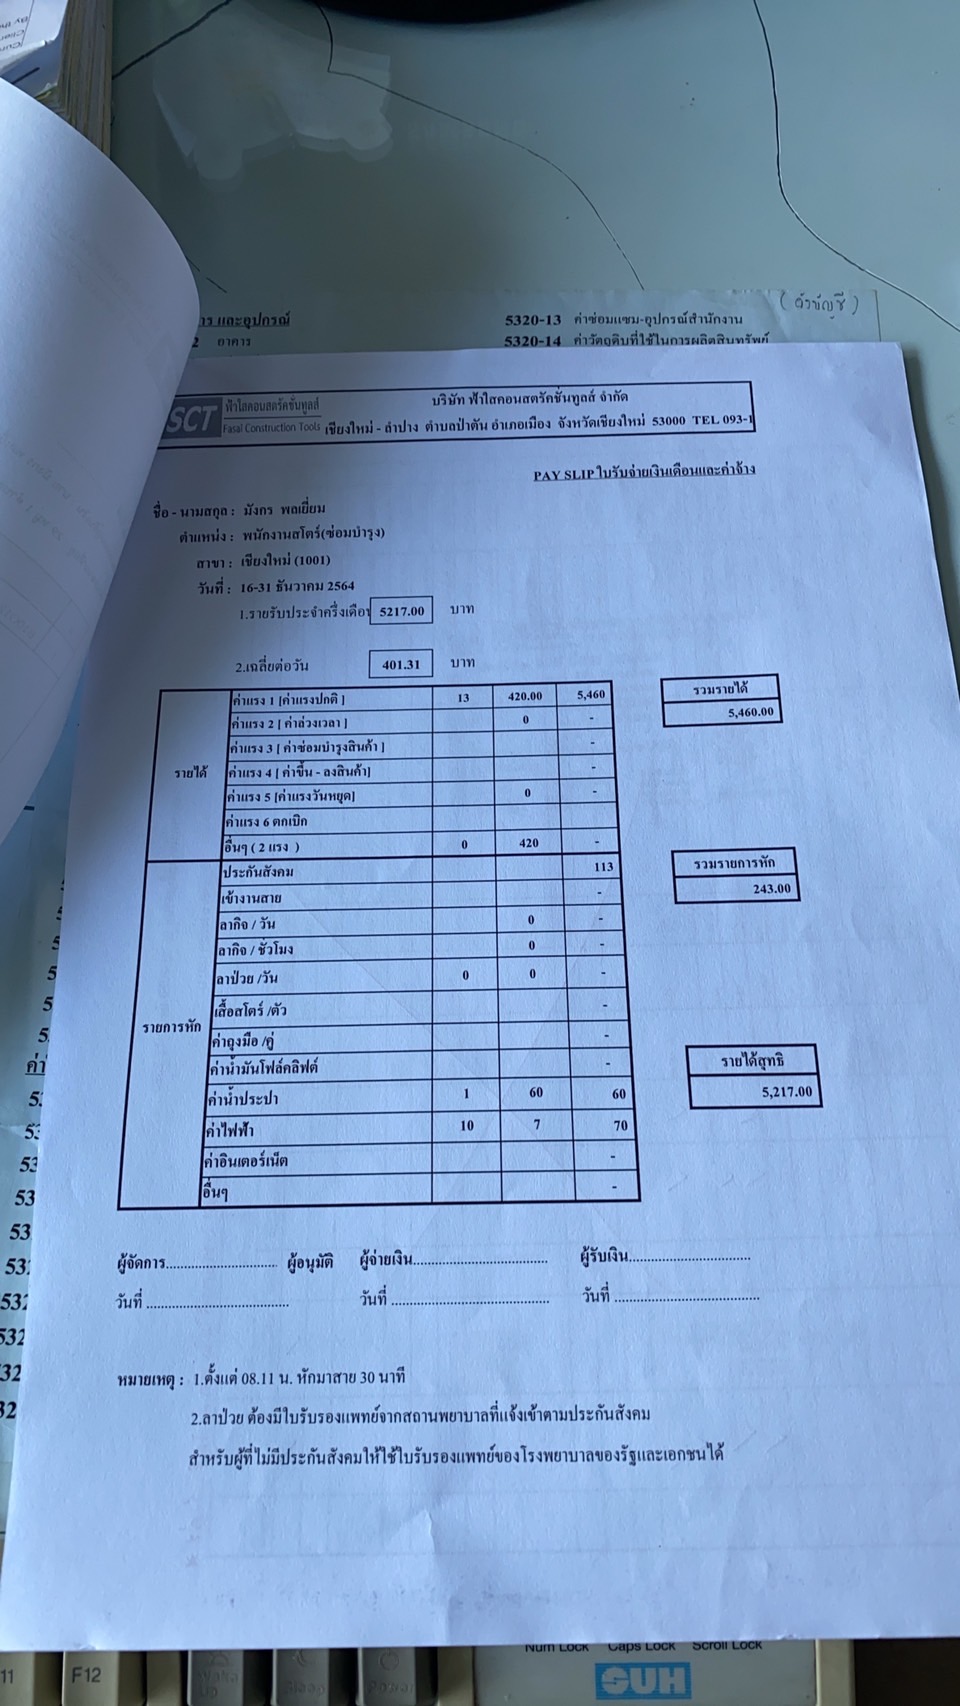 ( ผังบัญชี )
และอุปกรณ์ 5320-13 ค่าซ่อมแซม-อุปกรณ์สำนักงาน
อาคาร 5320-14 ค่าวัตถุดิบที่ใช้ในการผลิตสินทรัพย์
SCT
ฟ้าใสคอนสตรัคชั่นทูลส์
Fasai Construction Tools
บริษัท ฟ้าใสคอนสตรัคชั่นทูลส์ จำกัด
เชียงใหม่ - ลำปาง ตำบลป่าตัน อำเภอเมือง จังหวัดเชียงใหม่ 53000 TEL 093-1
PAY SLIP ใบรับจ่ายเงินเดือนและค่าจ้าง
ชื่อ - นามสกุล : มังกร พลเยี่ยม
ตำแหน่ง : พนักงานสโตร์(ซ่อมบำรุง)
สาขา : เชียงใหม่ (1001)
วันที่ : 16-31 ธันวาคม 2564
1.รายรับประจำครึ่งเดือน 5217.00 บาท
2.เฉลี่ยต่อวัน 401.31 บาท
รายได้
ค่าแรง 1 [ค่าแรงปกติ ] 13 420.00 5,460
ค่าแรง 2 [ ค่าล่วงเวลา ] 0 -
ค่าแรง 3 [ ค่าซ่อมบำรุงสินค้า ] -
ค่าแรง 4 [ ค่าขึ้น - ลงสินค้า] -
ค่าแรง 5 [ค่าแรงวันหยุด] 0 -
ค่าแรง 6 ตกเบิก
อื่นๆ ( 2 แรง ) 0 420 -
รวมรายได้
5,460.00
รายการหัก
ประกันสังคม 113
เข้างานสาย -
ลากิจ / วัน 0 -
ลากิจ / ชั่วโมง 0 -
ลาป่วย /วัน 0 0 -
เสื้อสโตร์ /ตัว -
ค่าถุงมือ /คู่ -
ค่าน้ำมันโฟล์คลิฟต์ -
ค่าน้ำประปา 1 60 60
ค่าไฟฟ้า 10 7 70
ค่าอินเตอร์เน็ต -
อื่นๆ -
รวมรายการหัก
243.00
รายได้สุทธิ
5,217.00
ผู้จัดการ.............................. ผู้อนุมัติ ผู้จ่ายเงิน.................................... ผู้รับเงิน.................................
วันที่ ...................................... วันที่ .......................................... วันที่ .......................................
หมายเหตุ : 1.ตั้งแต่ 08.11 น. หักมาสาย 30 นาที
2.ลาป่วย ต้องมีใบรับรองแพทย์จากสถานพยาบาลที่แจ้งเข้าตามประกันสังคม
สำหรับผู้ที่ไม่มีประกันสังคมให้ใช้ใบรับรองแพทย์ของโรงพยาบาลของรัฐและเอกชนได้
Num Lock Caps Lock Scroll Lock
F12